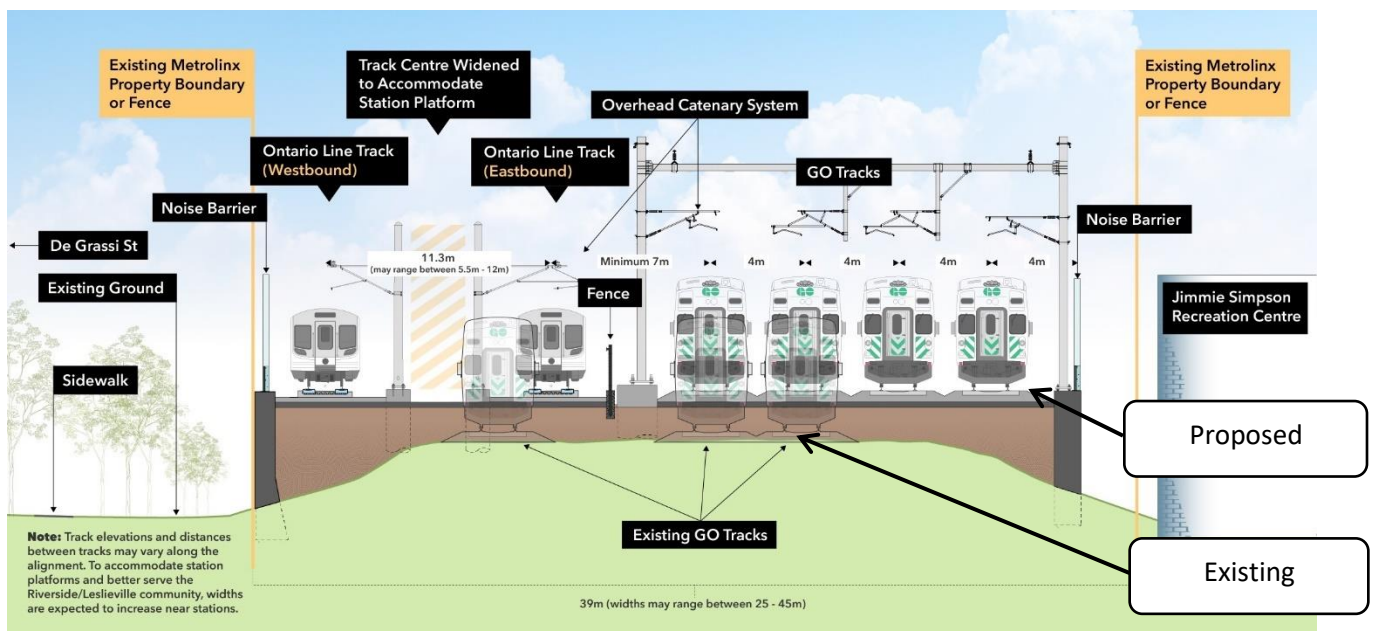 Existing Metrolinx
Property Boundary
or Fence
Track Centre Widened
to Accommodate
Station Platform
Existing Metrolinx
Property Boundary
or Fence
Overhead Catenary System
Ontario Line Track
(Westbound)
Ontario Line Track
(Eastbound)
GO Tracks
Noise Barrier
Noise Barrier
De Grassi St
11.3m
(may range between 5.5m - 12m)
Minimum 7m
4m
4m
4m
4m
Existing Ground
Fence
GO
GO
GO
GO
GO
Jimmie Simpson
Recreation Centre
Sidewalk
Proposed
Existing GO Tracks
Existing
Note: Track elevations and distances
between tracks may vary along the
alignment. To accommodate station
platforms and better serve the
Riverside/Leslieville community, widths
are expected to increase near stations.
39m (widths may range between 25 - 45m)